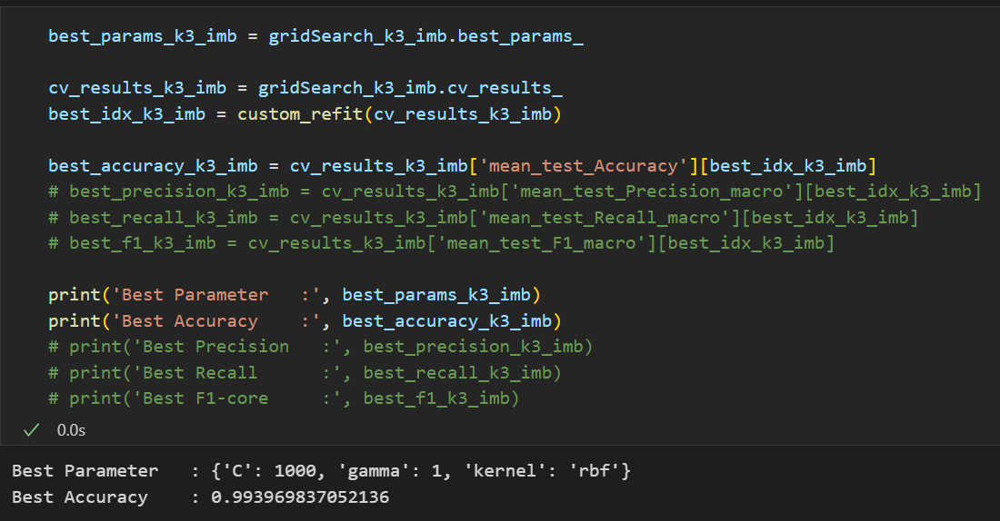 best_params_k3_imb = gridSearch_k3_imb.best_params_
cv_results_k3_imb = gridSearch_k3_imb.cv_results_
best_idx_k3_imb = custom_refit(cv_results_k3_imb)
best_accuracy_k3_imb = cv_results_k3_imb['mean_test_Accuracy'][best_idx_k3_imb]
# best_precision_k3_imb = cv_results_k3_imb['mean_test_Precision_macro'][best_idx_k3_imb]
# best_recall_k3_imb = cv_results_k3_imb['mean_test_Recall_macro'][best_idx_k3_imb]
# best_f1_k3_imb = cv_results_k3_imb['mean_test_F1_macro'][best_idx_k3_imb]
print('Best Parameter   :', best_params_k3_imb)
print('Best Accuracy    :', best_accuracy_k3_imb)
# print('Best Precision   :', best_precision_k3_imb)
# print('Best Recall      :', best_recall_k3_imb)
# print('Best F1-core     :', best_f1_k3_imb)
0.0s
Best Parameter   : {'C': 1000, 'gamma': 1, 'kernel': 'rbf'}
Best Accuracy    : 0.993969837052136